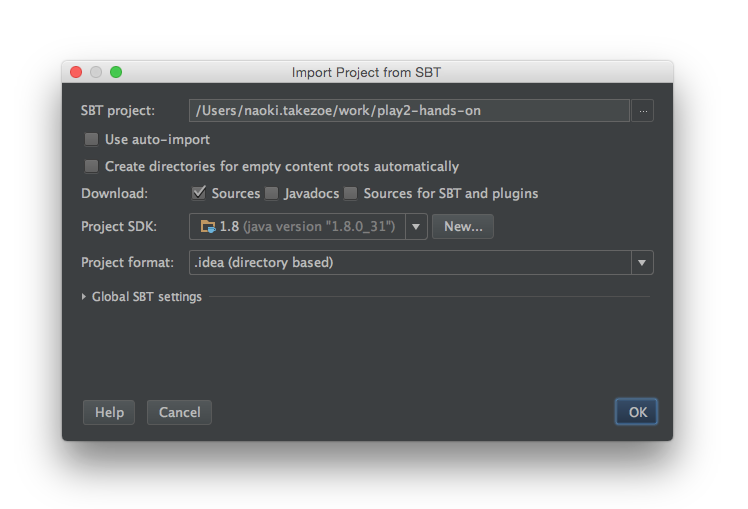 Import Project from SBT
SBT project: /Users/naoki.takezoe/work/play2-hands-on ...
Use auto-import
Create directories for empty content roots automatically
Download: Sources Javadocs Sources for SBT and plugins
Project SDK: 1.8 (java version "1.8.0_31") New...
Project format: .idea (directory based)
Global SBT settings
Help Cancel OK